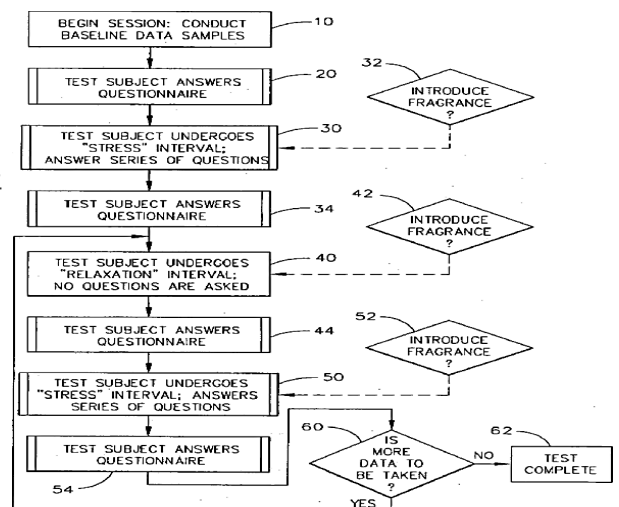 BEGIN SESSION: CONDUCT
BASELINE DATA SAMPLES
10
TEST SUBJECT ANSWERS
QUESTIONNAIRE
20
32
INTRODUCE
FRAGRANCE
?
TEST SUBJECT UNDERGOES
"STRESS" INTERVAL;
ANSWER SERIES OF QUESTIONS
30
TEST SUBJECT ANSWERS
QUESTIONNAIRE
34
42
INTRODUCE
FRAGRANCE
?
TEST SUBJECT UNDERGOES
"RELAXATION" INTERVAL;
NO QUESTIONS ARE ASKED
40
TEST SUBJECT ANSWERS
QUESTIONNAIRE
44
52
INTRODUCE
FRAGRANCE
?
TEST SUBJECT UNDERGOES
"STRESS" INTERVAL; ANSWERS
SERIES OF QUESTIONS
50
TEST SUBJECT ANSWERS
QUESTIONNAIRE
54
60
IS
MORE
DATA TO
BE TAKEN
?
NO
YES
62
TEST
COMPLETE